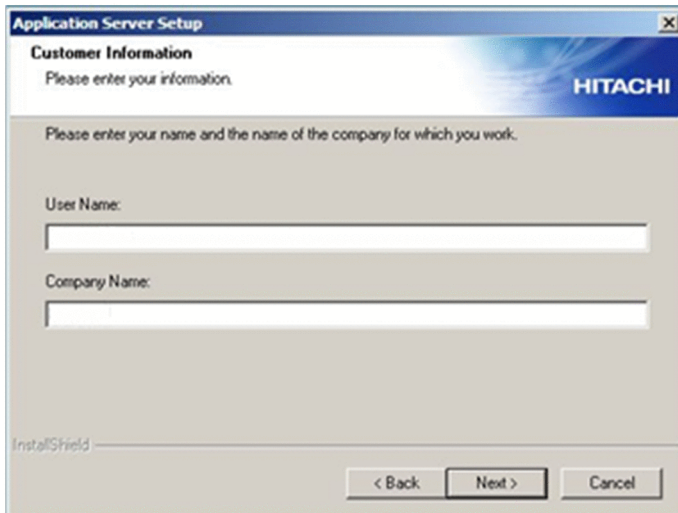 Application Server Setup
Customer Information
Please enter your information.
HITACHI
Please enter your name and the name of the company for which you work.
User Name:
Company Name:
InstallShield
< Back
Next >
Cancel